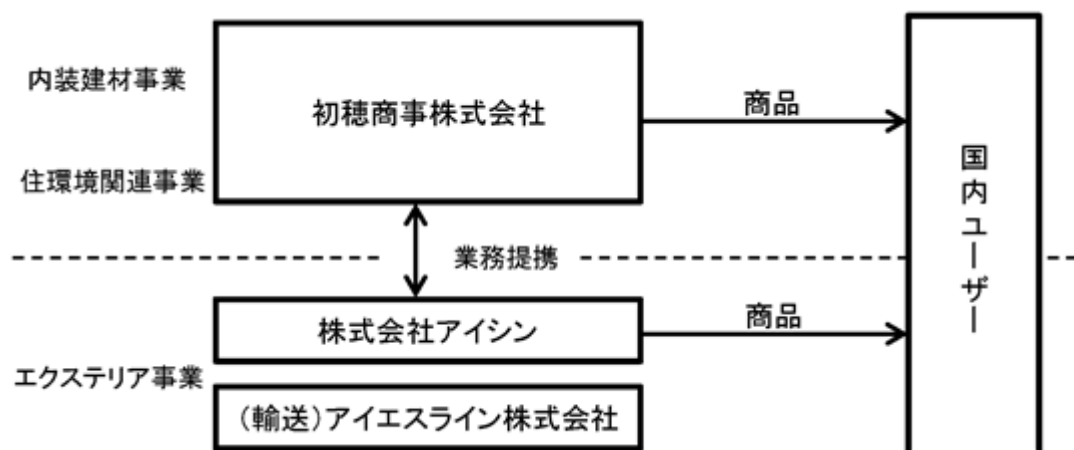 内装建材事業
初穂商事株式会社
商品
住環境関連事業
業務提携
国内ユーザー
株式会社アイシン
商品
エクステリア事業
(輸送)アイエスライン株式会社